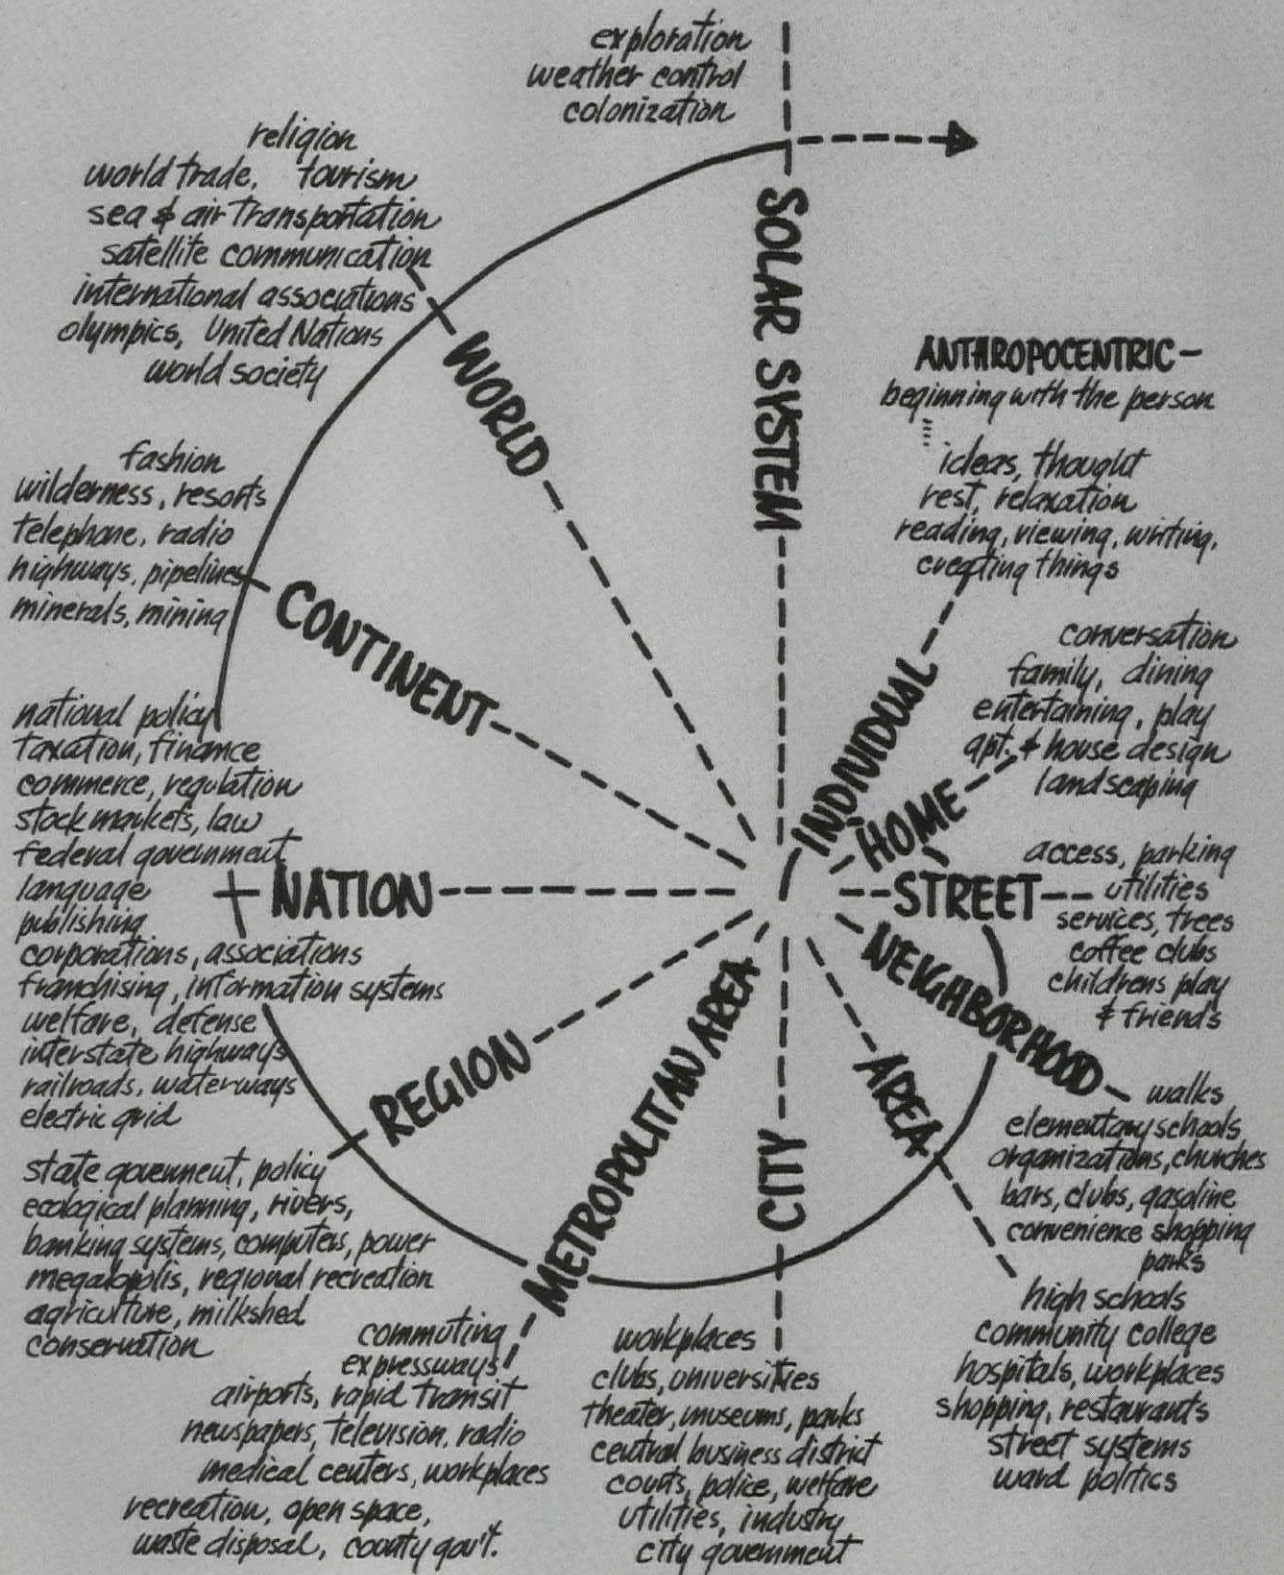 exploration
weather control
colonization
SOLAR SYSTEM
religion
world trade, tourism
sea & air transportation
satellite communication
international associations
olympics, United Nations
world society
WORLD
fashion
wilderness, resorts
telephone, radio
highways, pipelines
minerals, mining
CONTINENT
national policy
taxation, finance
commerce, regulation
stock markets, law
federal government
language
publishing
corporations, associations
franchising, information systems
welfare, defense
interstate highways
railroads, waterways
electric grid
NATION
state goverment, policy
ecological planning, rivers,
banking systems, computers, power
megalopolis, regional recreation
agriculture, milkshed
conservation
REGION
commuting
expressways
airports, rapid transit
newspapers, television, radio
medical centers, workplaces
recreation, open space,
waste disposal, county gov't.
METROPOLITAN AREA
workplaces
clubs, universities
theater, museums, parks
central business district
courts, police, welfare
utilities, industry
city government
CITY
high schools
community college
hospitals, workplaces
shopping, restaurants
street systems
ward politics
AREA
walks
elementary schools
organizations, churches
bars, clubs, gasoline
convenience shopping
parks
NEIGHBORHOOD
access, parking
utilities
services, trees
coffee clubs
childrens play
& friends
STREET
conversation
family, dining
entertaining, play
apt. & house design
landscaping
HOME
ANTHROPOCENTRIC-
beginning with the person
ideas, thought
rest, relaxation
reading, viewing, writing,
creating things
INDIVIDUAL